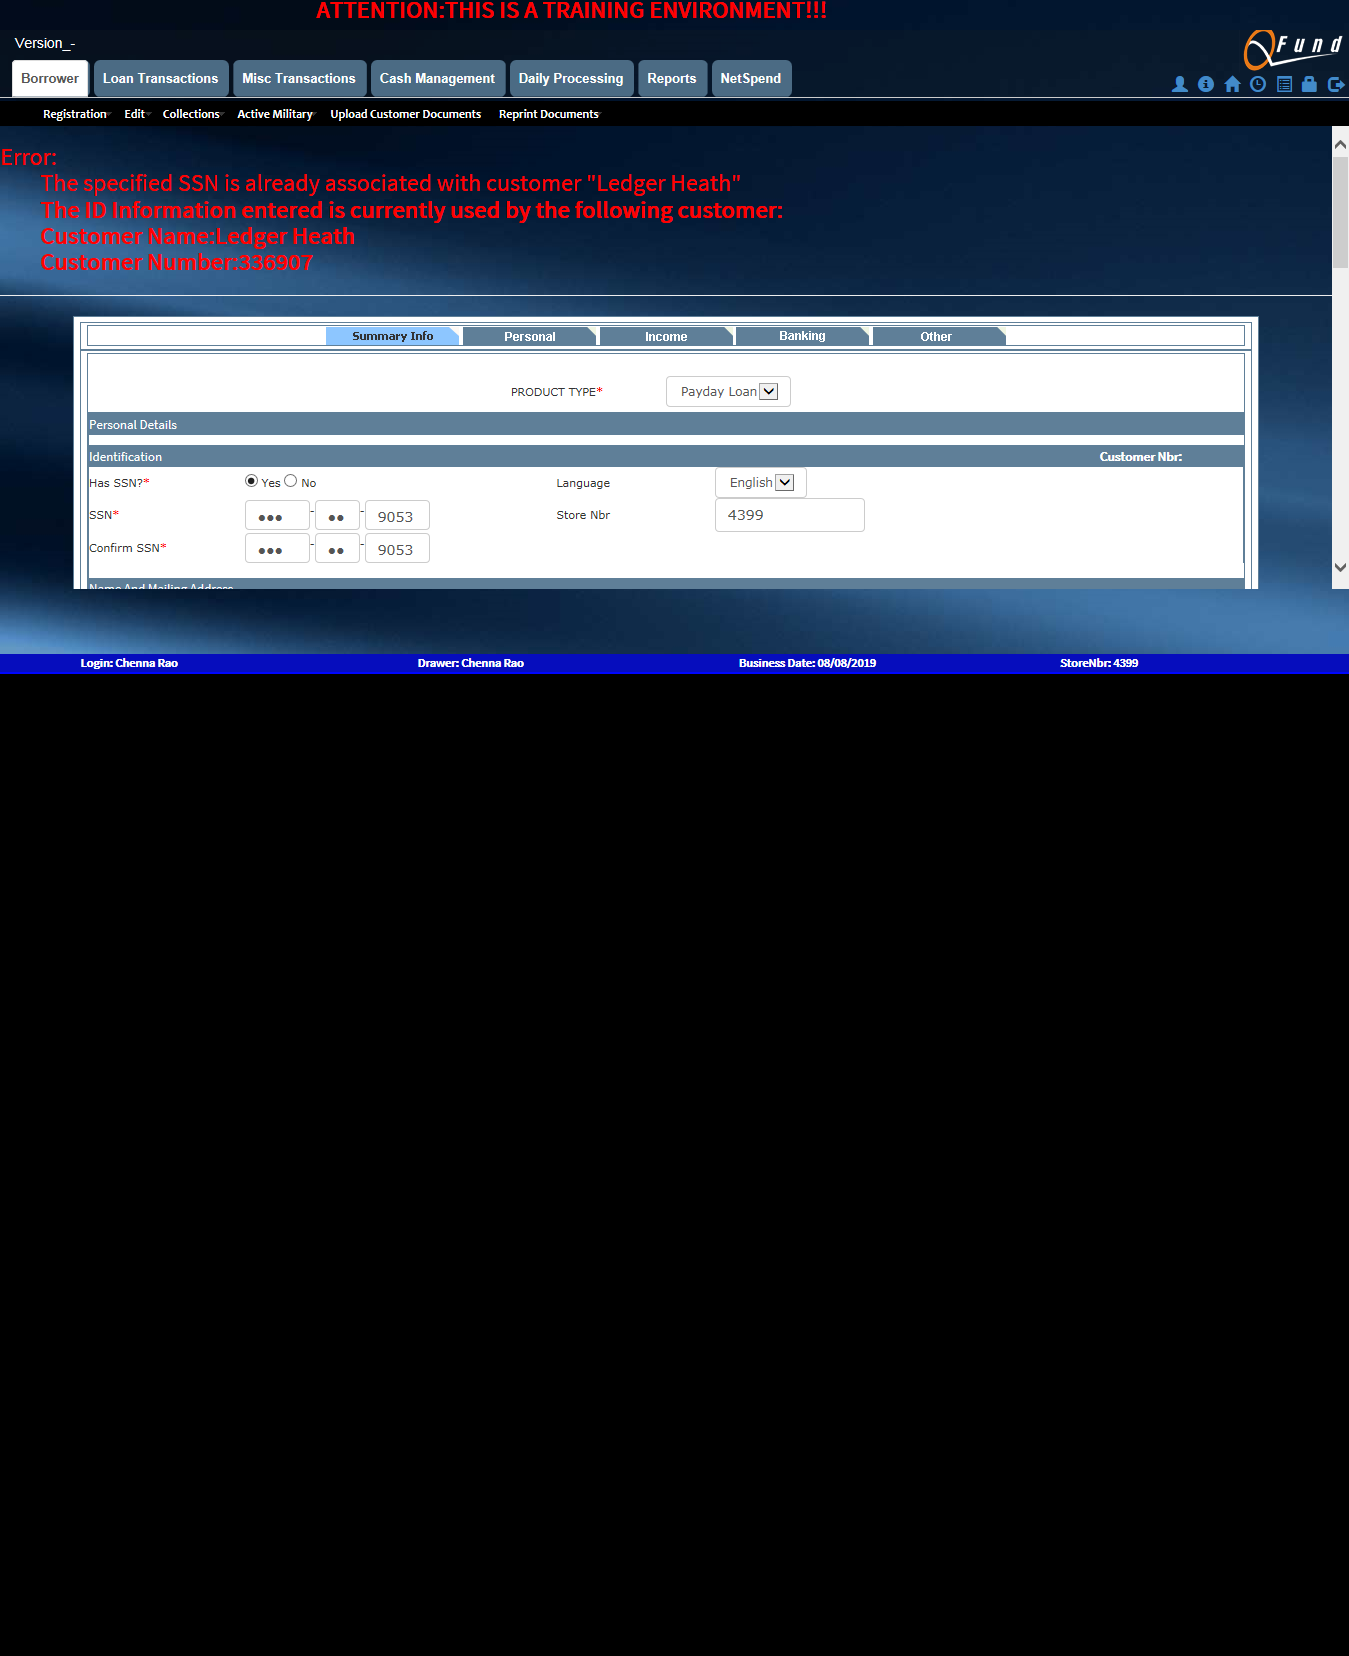 ATTENTION:THIS IS A TRAINING ENVIRONMENT!!!
Version_-
QFund
Borrower Loan Transactions Misc Transactions Cash Management Daily Processing Reports NetSpend
Registration Edit Collections Active Military Upload Customer Documents Reprint Documents
Error:
The specified SSN is already associated with customer "Ledger Heath"
The ID Information entered is currently used by the following customer:
Customer Name:Ledger Heath
Customer Number:336907
Summary Info Personal Income Banking Other
PRODUCT TYPE* Payday Loan
Personal Details
Identification Customer Nbr:
Has SSN?* Yes No Language English
SSN* ●●● - ●● - 9053 Store Nbr 4399
Confirm SSN* ●●● - ●● - 9053
Name And Mailing Address
Login: Chenna Rao Drawer: Chenna Rao Business Date: 08/08/2019 StoreNbr: 4399